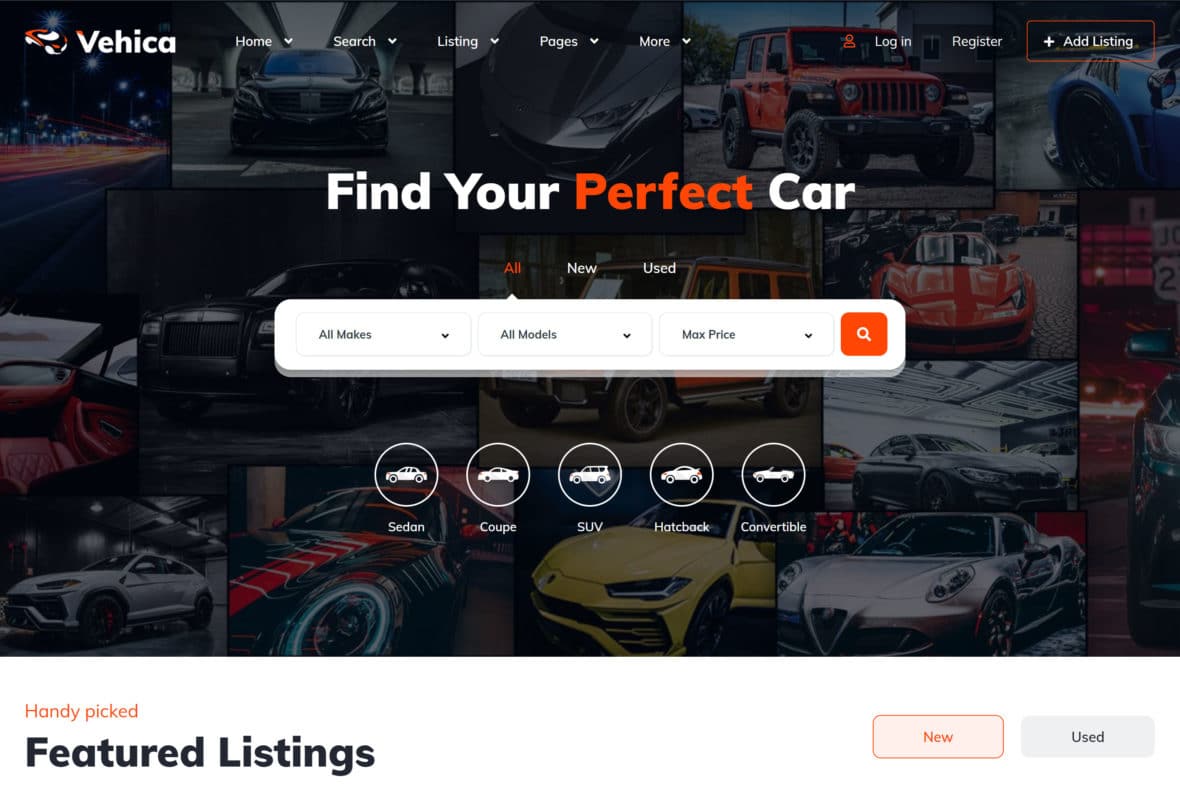 Vehica
Home Search Listing Pages More Log in Register + Add Listing
Find Your Perfect Car
All New Used
All Makes All Models Max Price
Sedan Coupe SUV Hatcback Convertible
Handy picked
Featured Listings
New Used